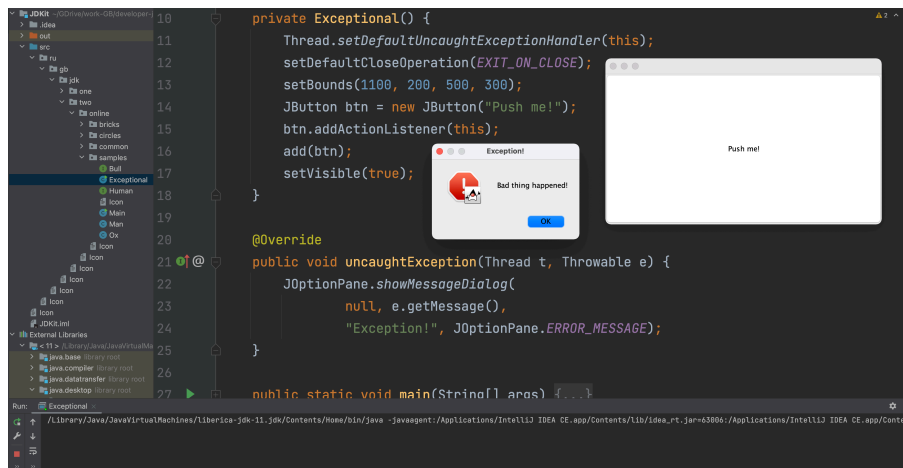 JDKit ~/GDrive/work-GB/developer-j
.idea
out
src
ru
gb
jdk
one
two
online
bricks
circles
common
samples
Bull
Exceptional
Human
Icon
Main
Man
Ox
Icon
Icon
Icon
Icon
Icon
Icon
Icon
JDKit.iml
External Libraries
< 11 > /Library/Java/JavaVirtualMa
java.base library root
java.compiler library root
java.datatransfer library root
java.desktop library root
10 private Exceptional() {
11 Thread.setDefaultUncaughtExceptionHandler(this);
12 setDefaultCloseOperation(EXIT_ON_CLOSE);
13 setBounds(1100, 200, 500, 300);
14 JButton btn = new JButton("Push me!");
15 btn.addActionListener(this);
16 add(btn);
17 setVisible(true);
18 }
19
20 @Override
21 @ public void uncaughtException(Thread t, Throwable e) {
22 JOptionPane.showMessageDialog(
23 null, e.getMessage(),
24 "Exception!", JOptionPane.ERROR_MESSAGE);
25 }
26
27 public static void main(String[] args) {...}
2
Exception!
Bad thing happened!
OK
Push me!
Run: Exceptional
/Library/Java/JavaVirtualMachines/liberica-jdk-11.jdk/Contents/Home/bin/java -javaagent:/Applications/IntelliJ IDEA CE.app/Contents/lib/idea_rt.jar=63006:/Applications/IntelliJ IDEA CE.app/Conte